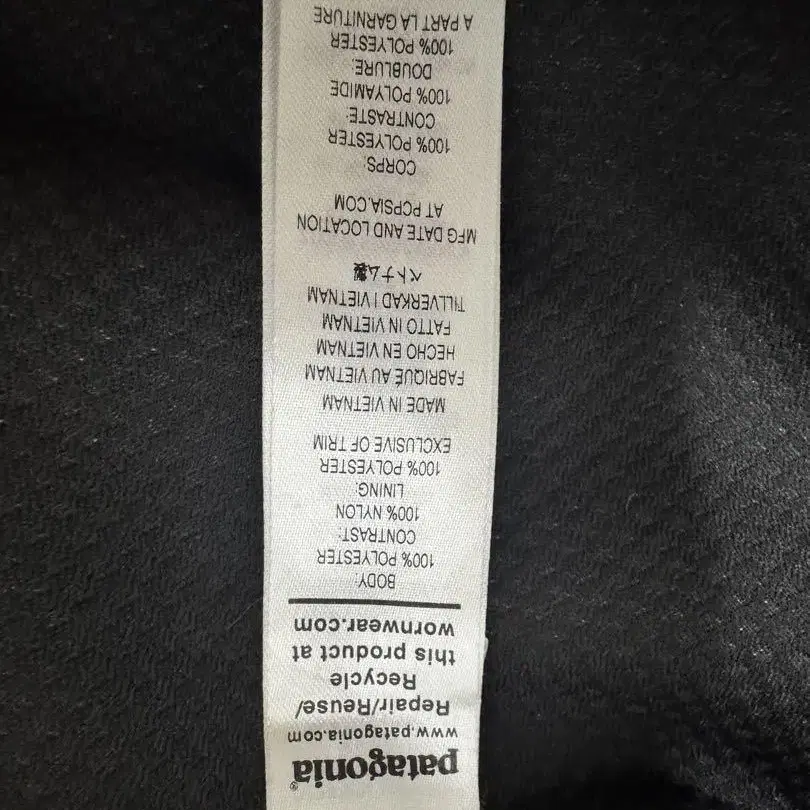 patagonia®
www.patagonia.com
Repair/Reuse/
Recycle
this product at
wornwear.com
BODY:
100% POLYESTER
CONTRAST:
100% NYLON
LINING:
100% POLYESTER
EXCLUSIVE OF TRIM
MADE IN VIETNAM
FABRIQUÉ AU VIETNAM
HECHO EN VIETNAM
FATTO IN VIETNAM
TILLVERKAD I VIETNAM
ベトナム製
MFG DATE AND LOCATION
AT PCPSIA.COM
CORPS:
100% POLYESTER
CONTRASTE:
100% POLYAMIDE
DOUBLURE:
100% POLYESTER
A PART LA GARNITURE